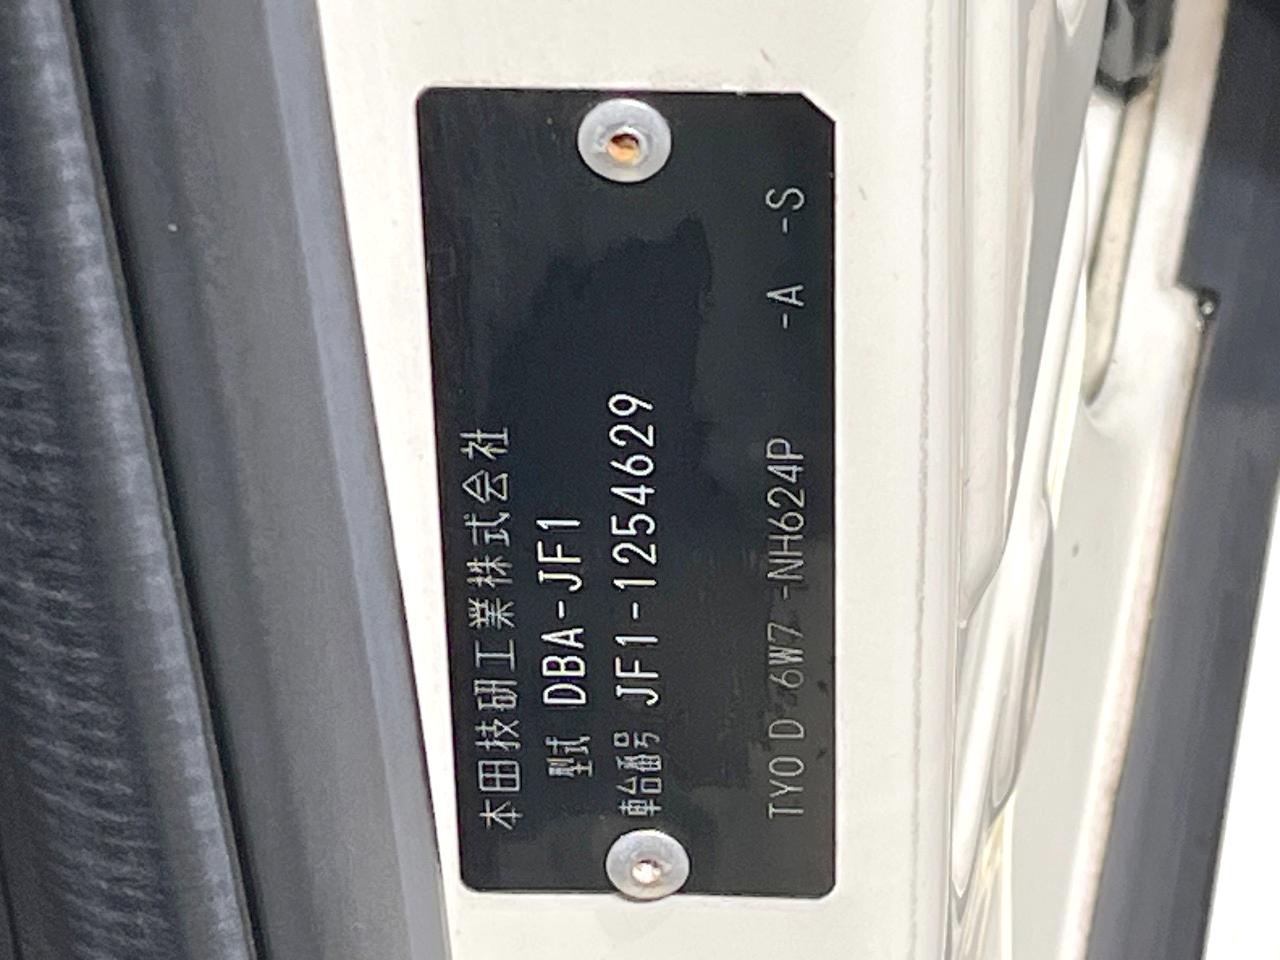 本田技研工業株式会社
型式 DBA-JF1
車台番号 JF1-1254629
TY0D 6W7 -NH624P -A -S